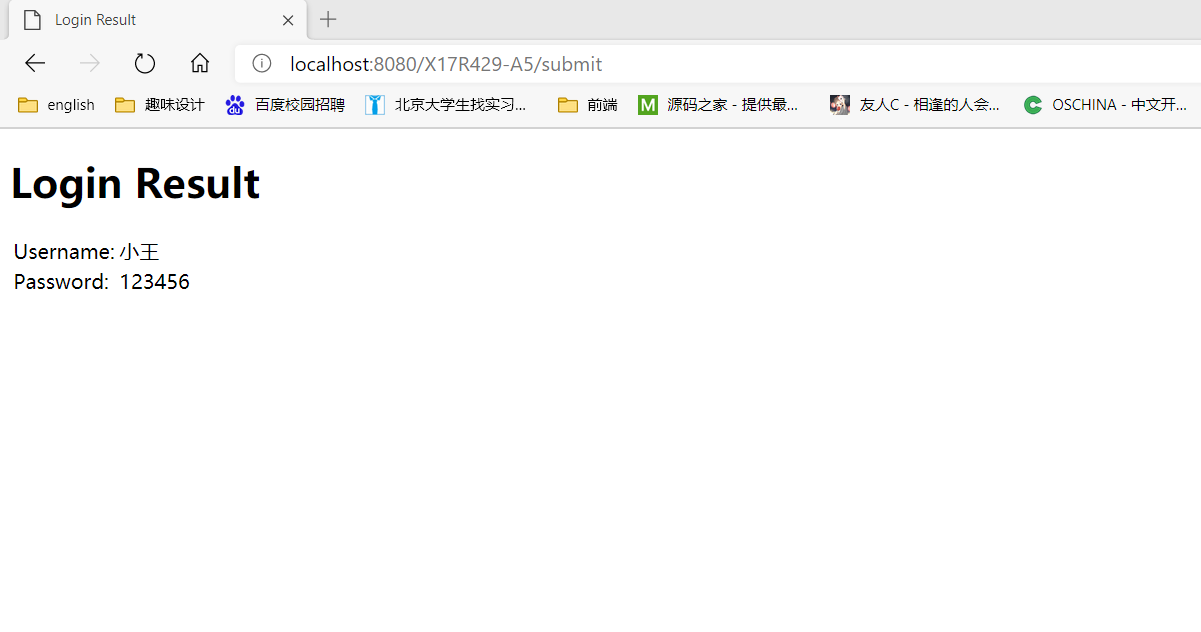 Login Result
localhost:8080/X17R429-A5/submit
english 趣味设计 百度校园招聘 北京大学生找实习... 前端 M 源码之家 - 提供最... 友人C - 相逢的人会... OSCHINA - 中文开...
Login Result
Username: 小王
Password: 123456